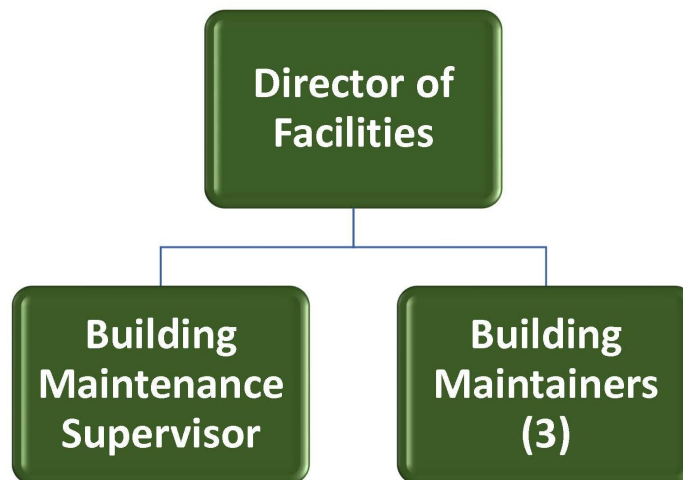 Director of
Facilities
Building
Maintenance
Supervisor
Building
Maintainers
(3)